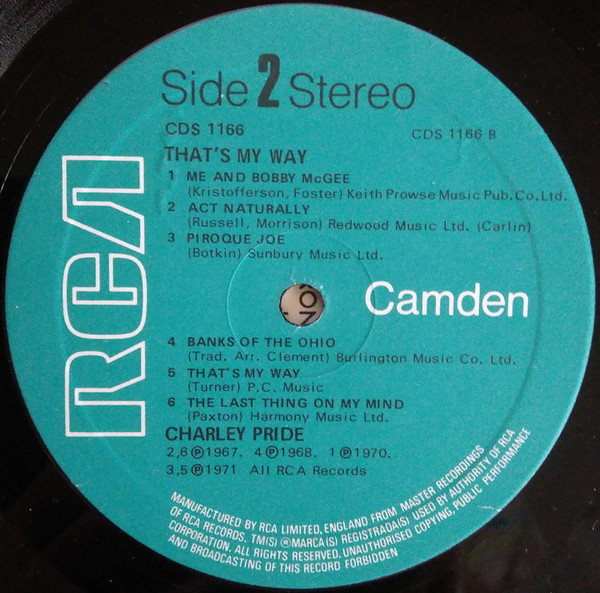 Side 2 Stereo
CDS 1166
CDS 1166 B
THAT'S MY WAY
1 ME AND BOBBY McGEE
(Kristofferson, Foster) Keith Prowse Music Pub.Co.Ltd.
2 ACT NATURALLY
(Russell, Morrison) Redwood Music Ltd. (Carlin)
3 PIROQUE JOE
(Botkin) Sunbury Music Ltd.
RCA
Camden
4 BANKS OF THE OHIO
(Trad. Arr. Clement) Burlington Music Co. Ltd.
5 THAT'S MY WAY
(Turner) P.C. Music
6 THE LAST THING ON MY MIND
(Paxton) Harmony Music Ltd.
CHARLEY PRIDE
2,6 ℗1967. 4℗1968. 1℗1970.
3,5℗1971 All RCA Records
MANUFACTURED BY RCA LIMITED, ENGLAND FROM MASTER RECORDINGS
OF RCA RECORDS. TM(S) ®MARCA(S) REGISTRADA(S) USED BY AUTHORITY OF RCA
CORPORATION. ALL RIGHTS RESERVED. UNAUTHORISED COPYING, PUBLIC PERFORMANCE
AND BROADCASTING OF THIS RECORD FORBIDDEN